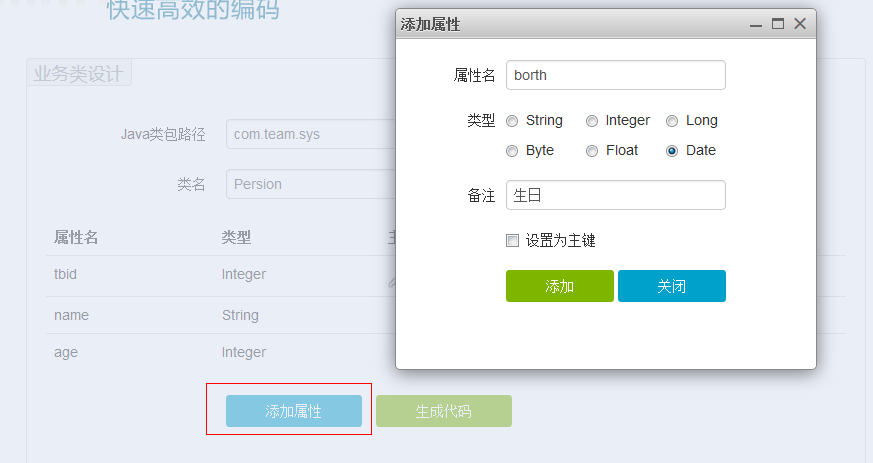 快速高效的编码
业务类设计
Java类包路径 com.team.sys
类名 Persion
属性名 类型 主
tbid Integer
name String
age Integer
添加属性 生成代码
添加属性
属性名 borth
类型 String Integer Long
Byte Float Date
备注 生日
设置为主键
添加 关闭